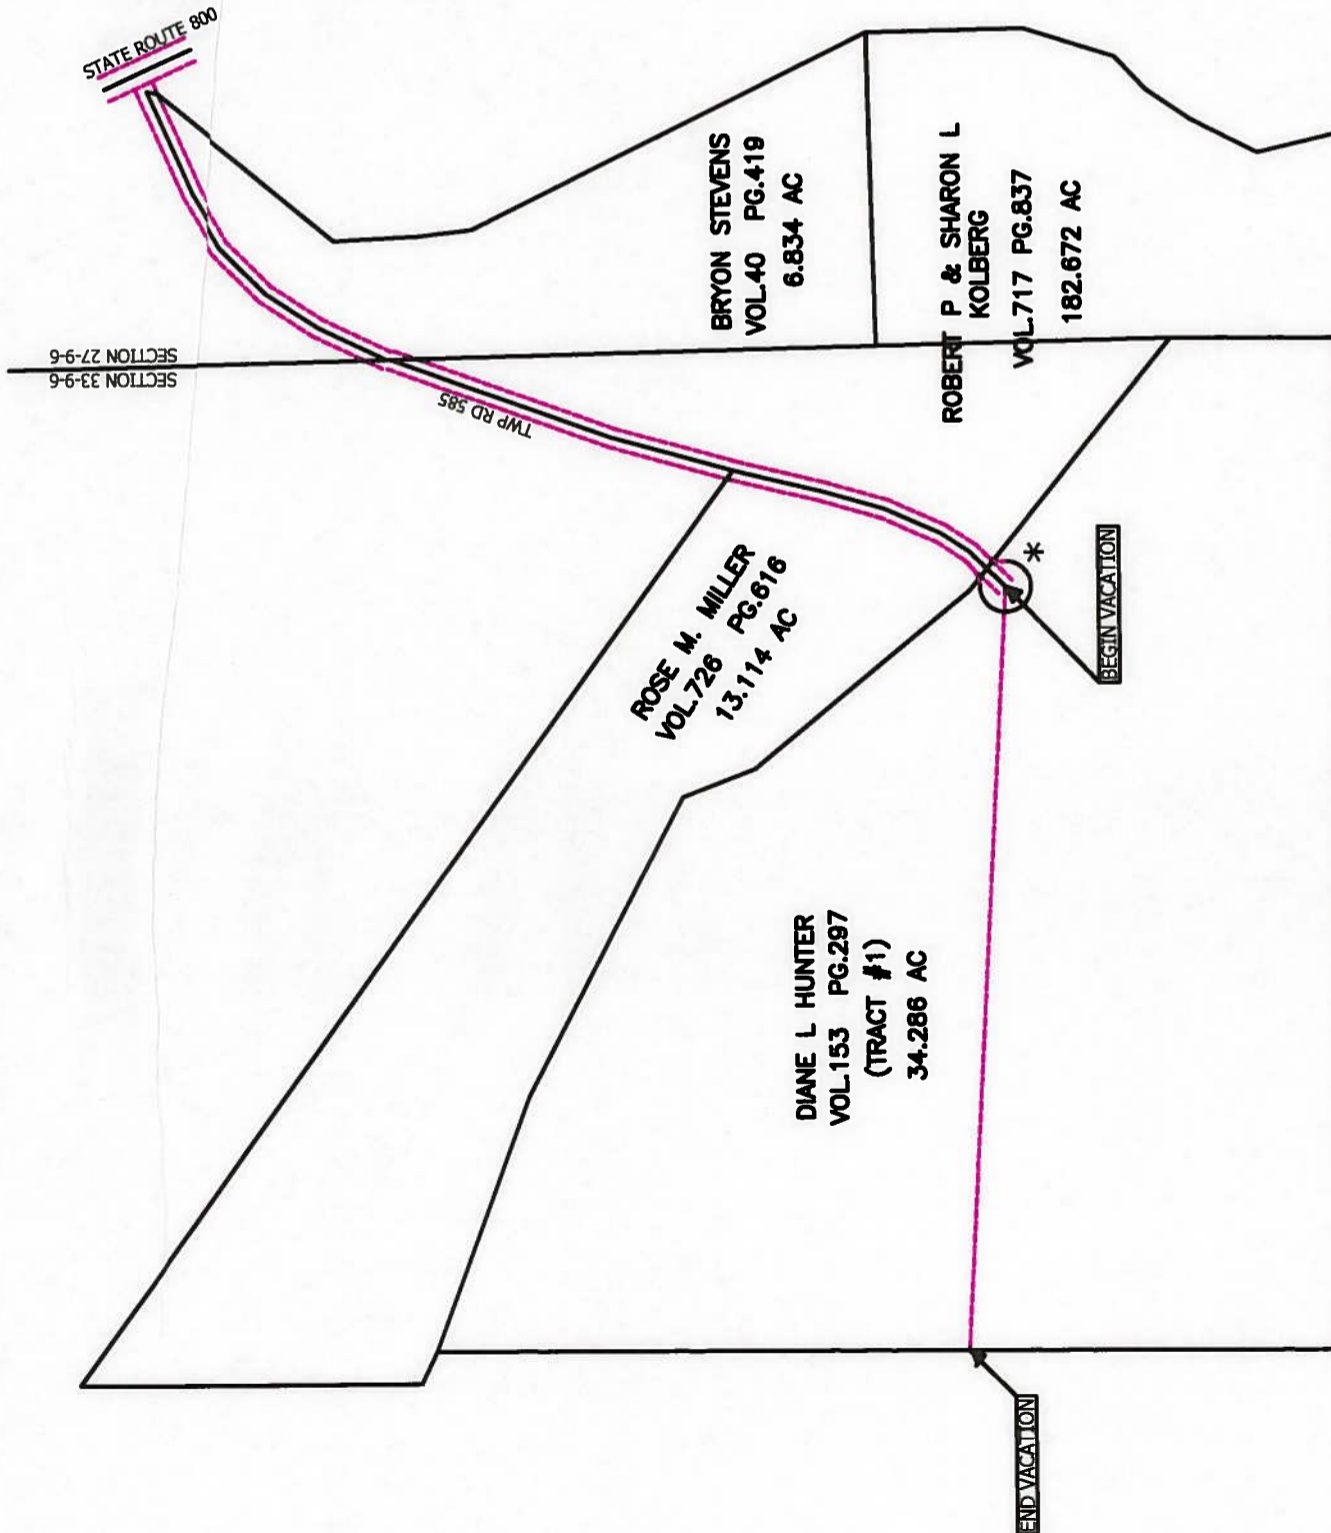 STATE ROUTE 800
SECTION 27-9-6
SECTION 33-9-6
TWP RD 585
BRYON STEVENS
VOL.40 PG.419
6.834 AC
ROBERT P & SHARON L
KOLBERG
VOL.717 PG.837
182.672 AC
ROSE M. MILLER
VOL.726 PG.616
13.114 AC
*
BEGIN VACATION
DIANE L HUNTER
VOL.153 PG.297
(TRACT #1)
34.286 AC
END VACATION